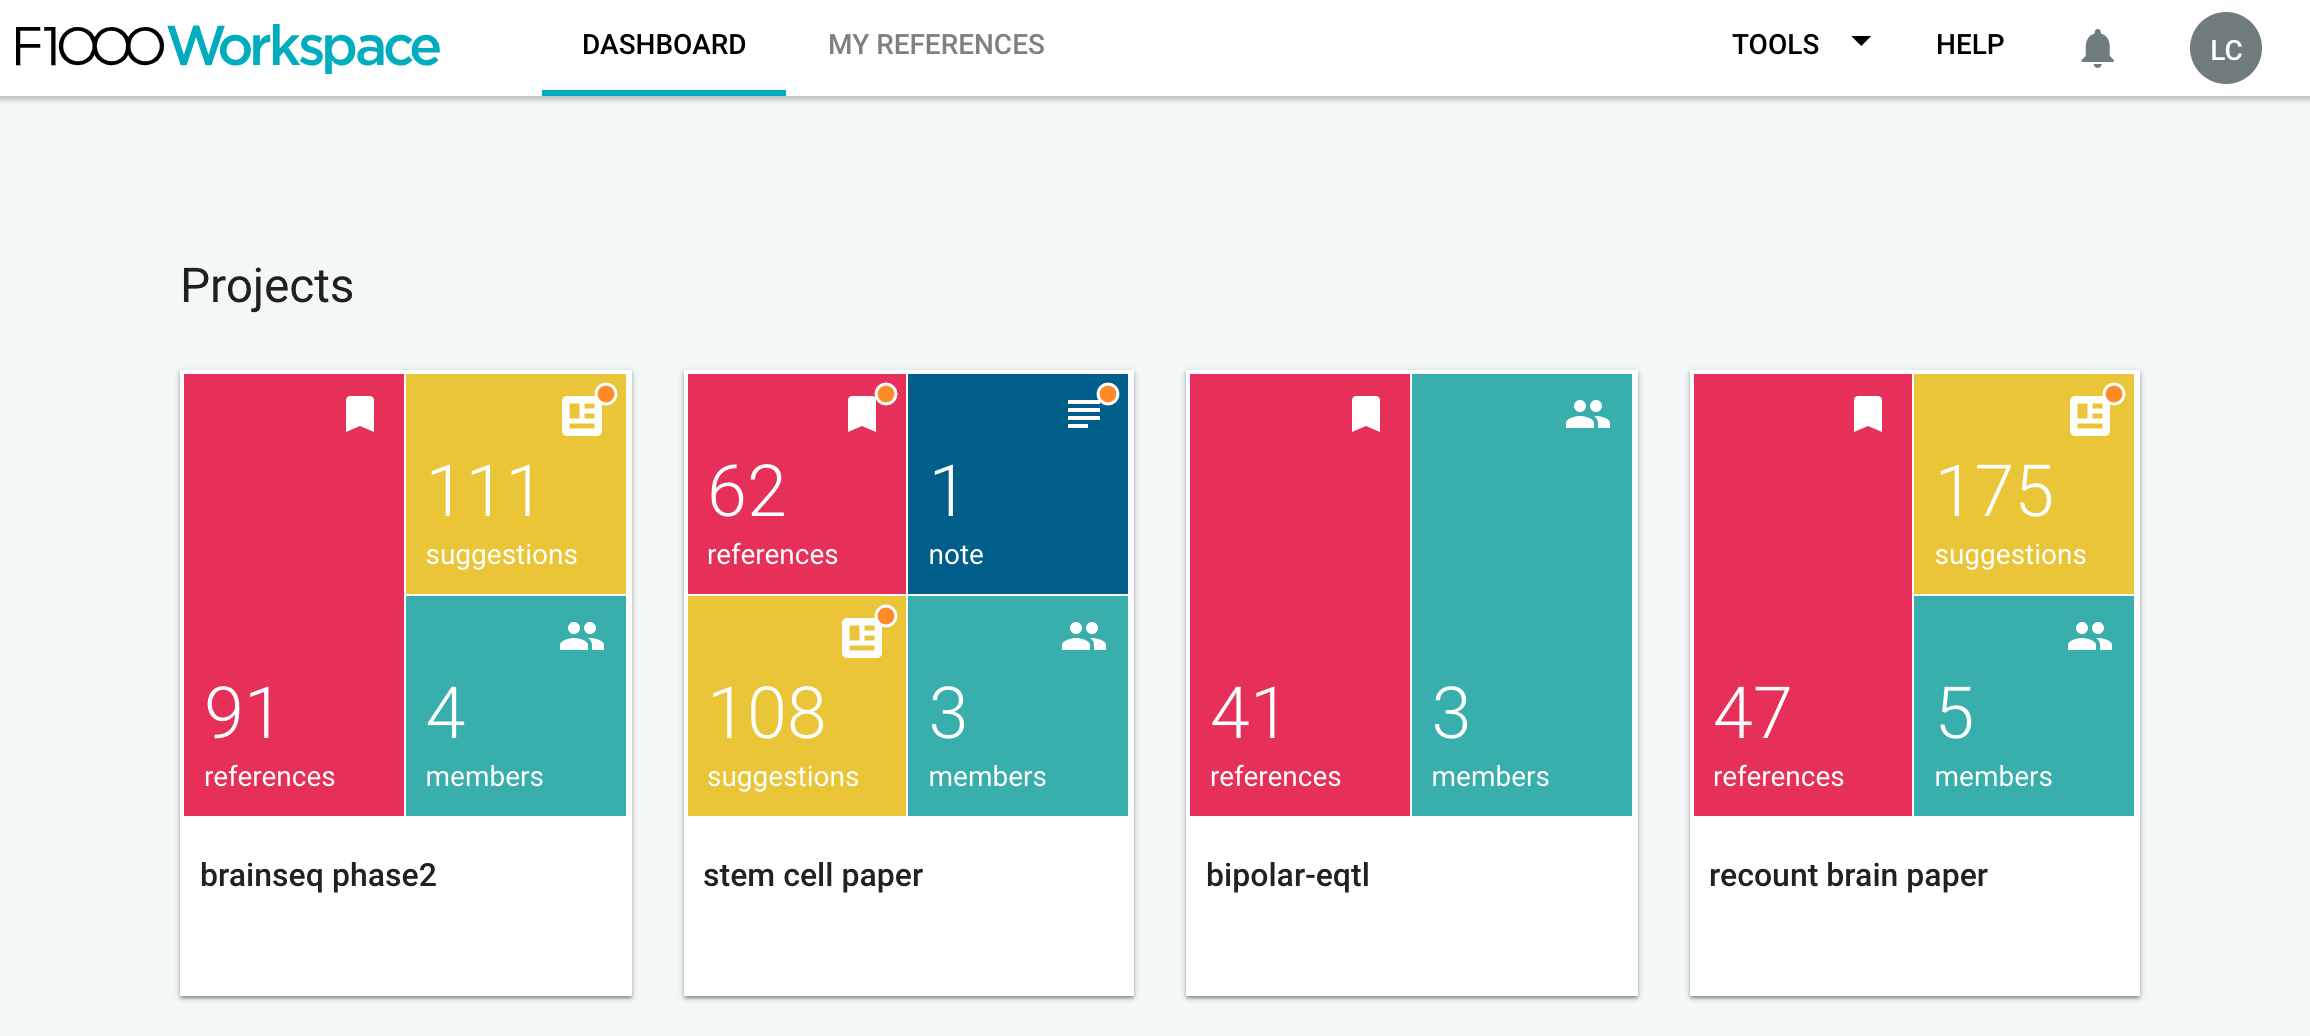 F1000Workspace
DASHBOARD
MY REFERENCES
TOOLS
HELP
LC
Projects
91
references
111
suggestions
4
members
brainseq phase2
62
references
1
note
108
suggestions
3
members
stem cell paper
41
references
3
members
bipolar-eqtl
47
references
175
suggestions
5
members
recount brain paper